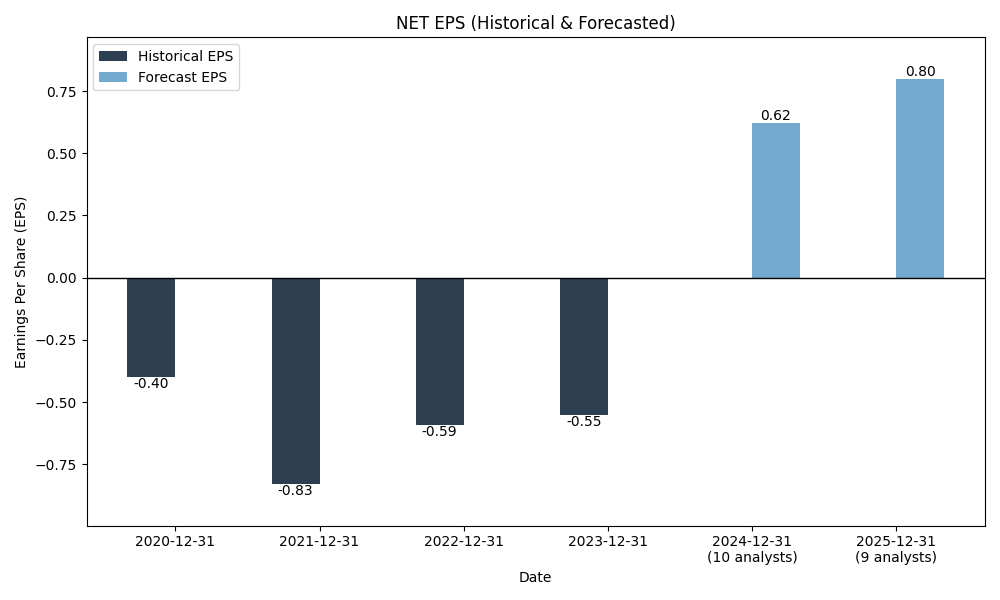 NET EPS (Historical & Forecasted)
Historical EPS
Forecast EPS
Earnings Per Share (EPS)
0.75
0.50
0.25
0.00
−0.25
−0.50
−0.75
-0.40
-0.83
-0.59
-0.55
0.62
0.80
2020-12-31
2021-12-31
2022-12-31
2023-12-31
2024-12-31
(10 analysts)
2025-12-31
(9 analysts)
Date